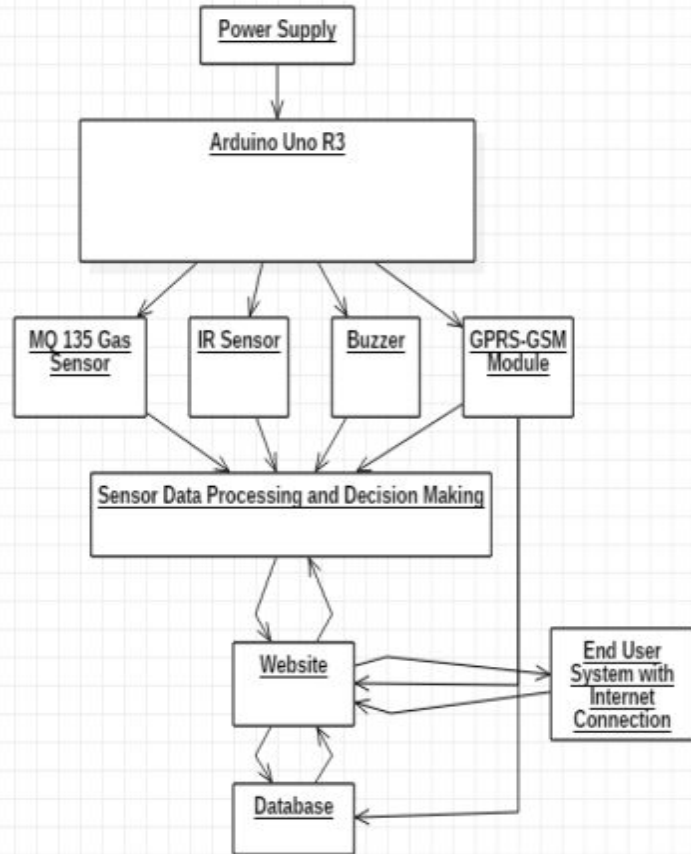 Power Supply
Arduino Uno R3
MQ 135 Gas
Sensor
IR Sensor
Buzzer
GPRS-GSM
Module
Sensor Data Processing and Decision Making
Website
End User
System with
Internet
Connection
Database